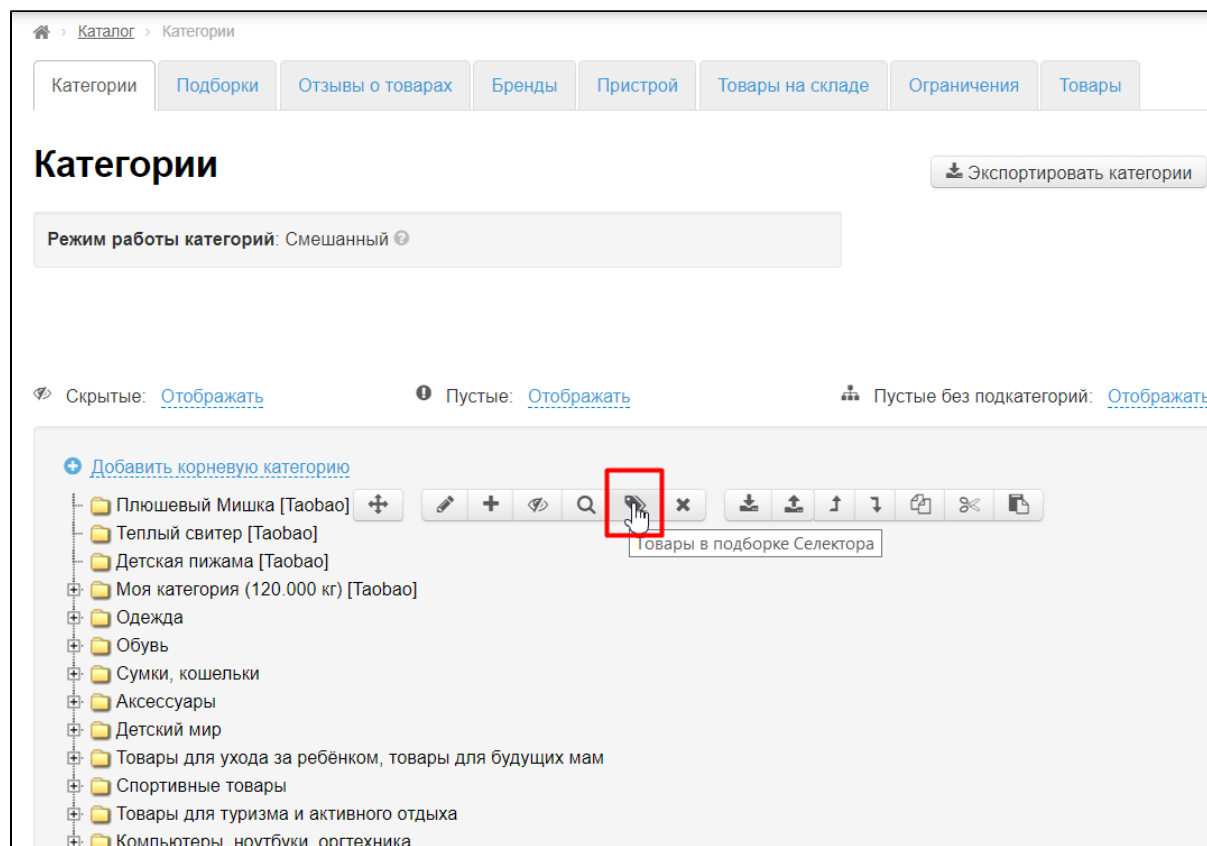 Каталог › Категории
Категории Подборки Отзывы о товарах Бренды Пристрой Товары на складе Ограничения Товары
Категории
Экспортировать категории
Режим работы категорий: Смешанный
Скрытые: Отображать Пустые: Отображать Пустые без подкатегорий: Отображать
Добавить корневую категорию
Плюшевый Мишка [Taobao]
Теплый свитер [Taobao]
Товары в подборке Селектора
Детская пижама [Taobao]
Моя категория (120.000 кг) [Taobao]
Одежда
Обувь
Сумки, кошельки
Аксессуары
Детский мир
Товары для ухода за ребёнком, товары для будущих мам
Спортивные товары
Товары для туризма и активного отдыха
Компьютеры, ноутбуки, оргтехника